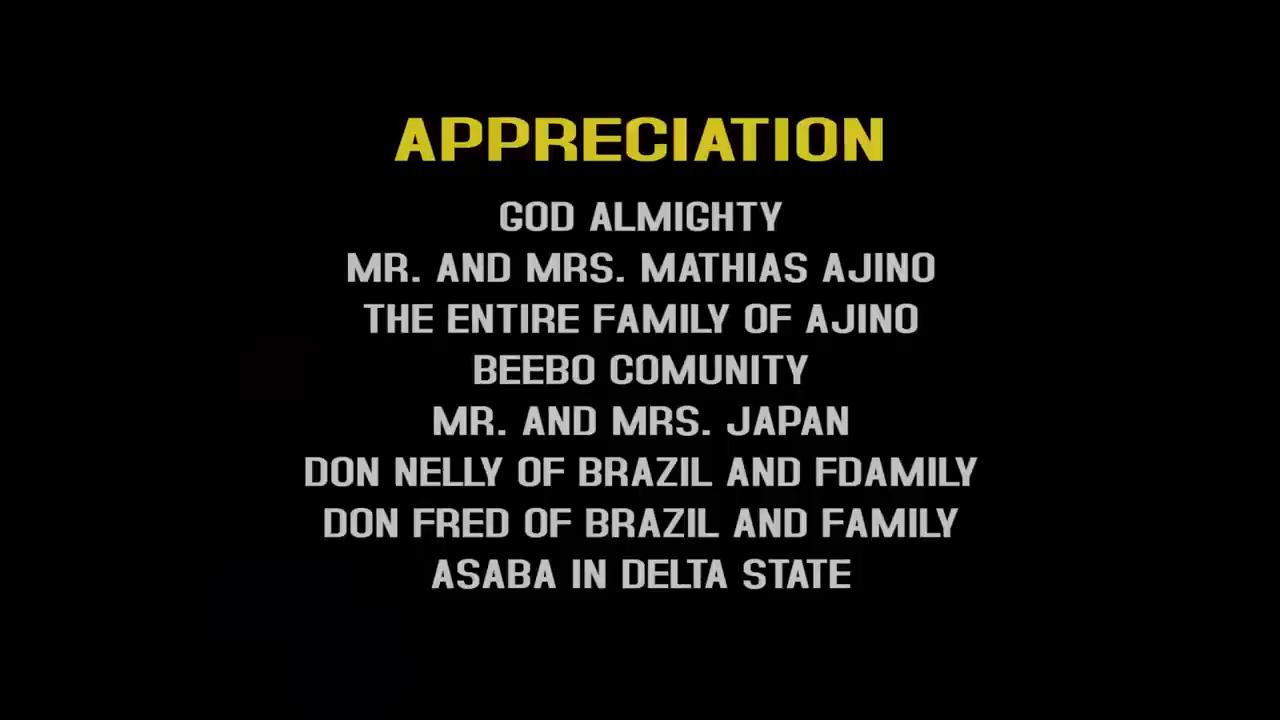 APPRECIATION
GOD ALMIGHTY
MR. AND MRS. MATHIAS AJINO
THE ENTIRE FAMILY OF AJINO
BEEBO COMUNITY
MR. AND MRS. JAPAN
DON NELLY OF BRAZIL AND FDAMILY
DON FRED OF BRAZIL AND FAMILY
ASABA IN DELTA STATE